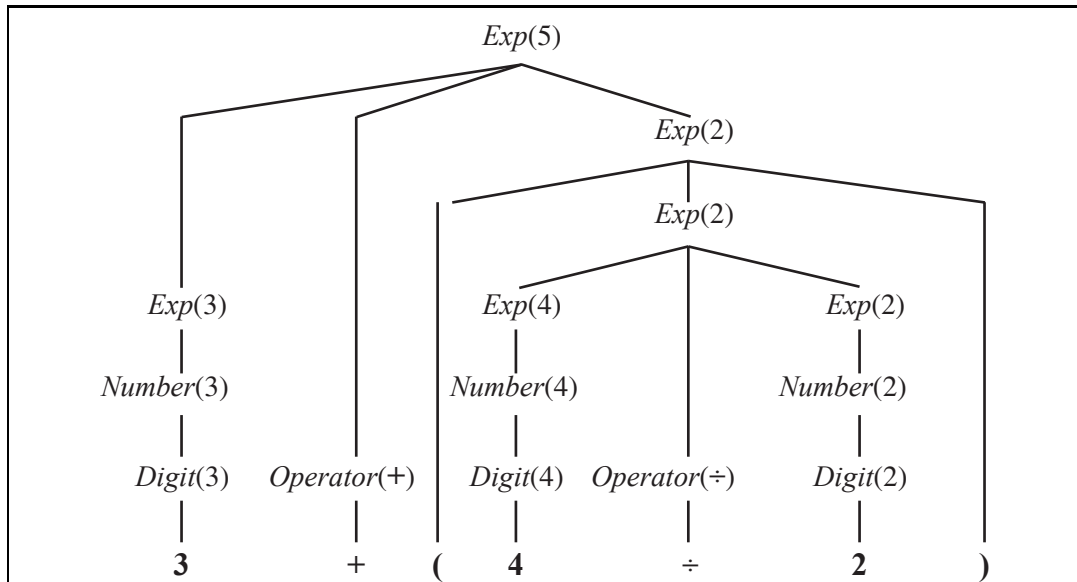 Exp(5)
Exp(2)
Exp(2)
Exp(3) Exp(4) Exp(2)
Number(3) Number(4) Number(2)
Digit(3) Operator(+) Digit(4) Operator(÷) Digit(2)
3 + ( 4 ÷ 2 )